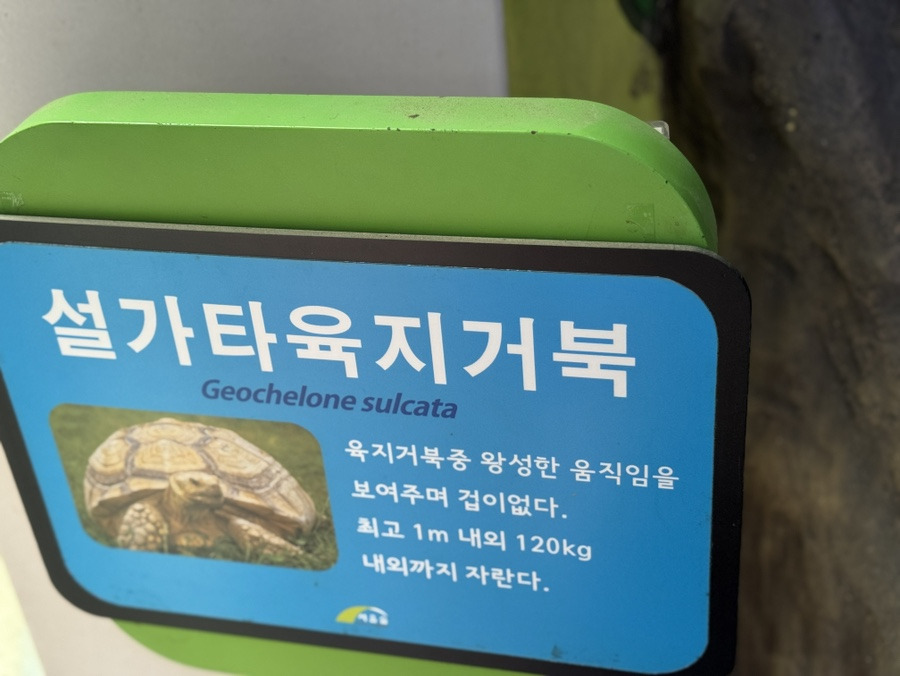 설가타육지거북
Geochelone sulcata
육지거북중 왕성한 움직임을
보여주며 겁이없다.
최고 1m 내외 120kg
내외까지 자란다.